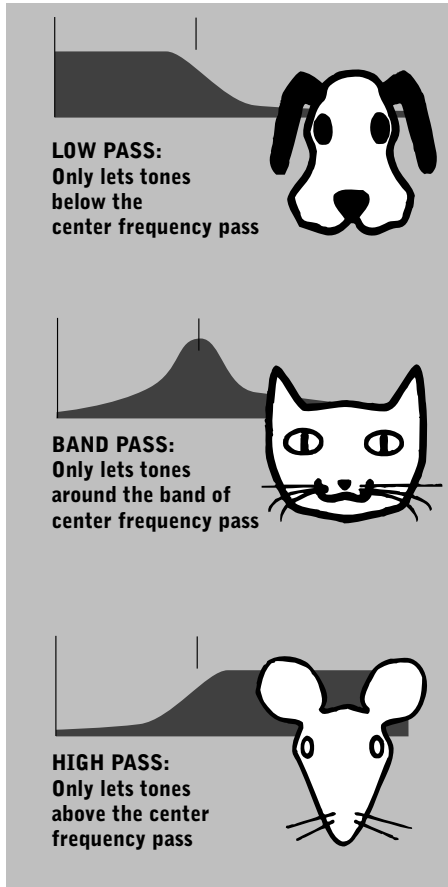 LOW PASS:
Only lets tones
below the
center frequency pass
BAND PASS:
Only lets tones
around the band of
center frequency pass
HIGH PASS:
Only lets tones
above the center
frequency pass